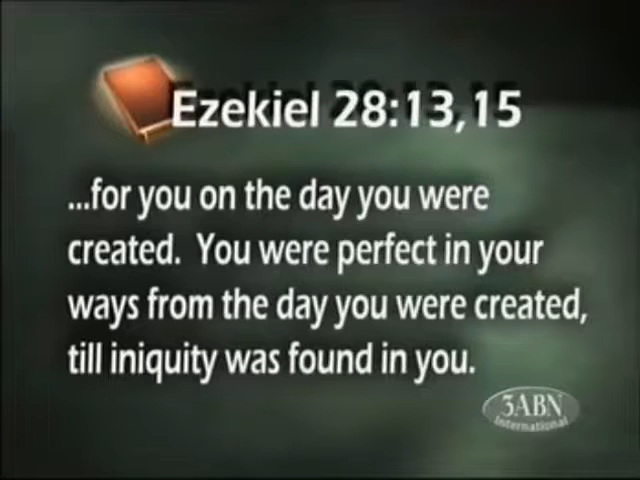 Ezekiel 28:13,15
...for you on the day you were
created.  You were perfect in your
ways from the day you were created,
till iniquity was found in you.
3ABN
International